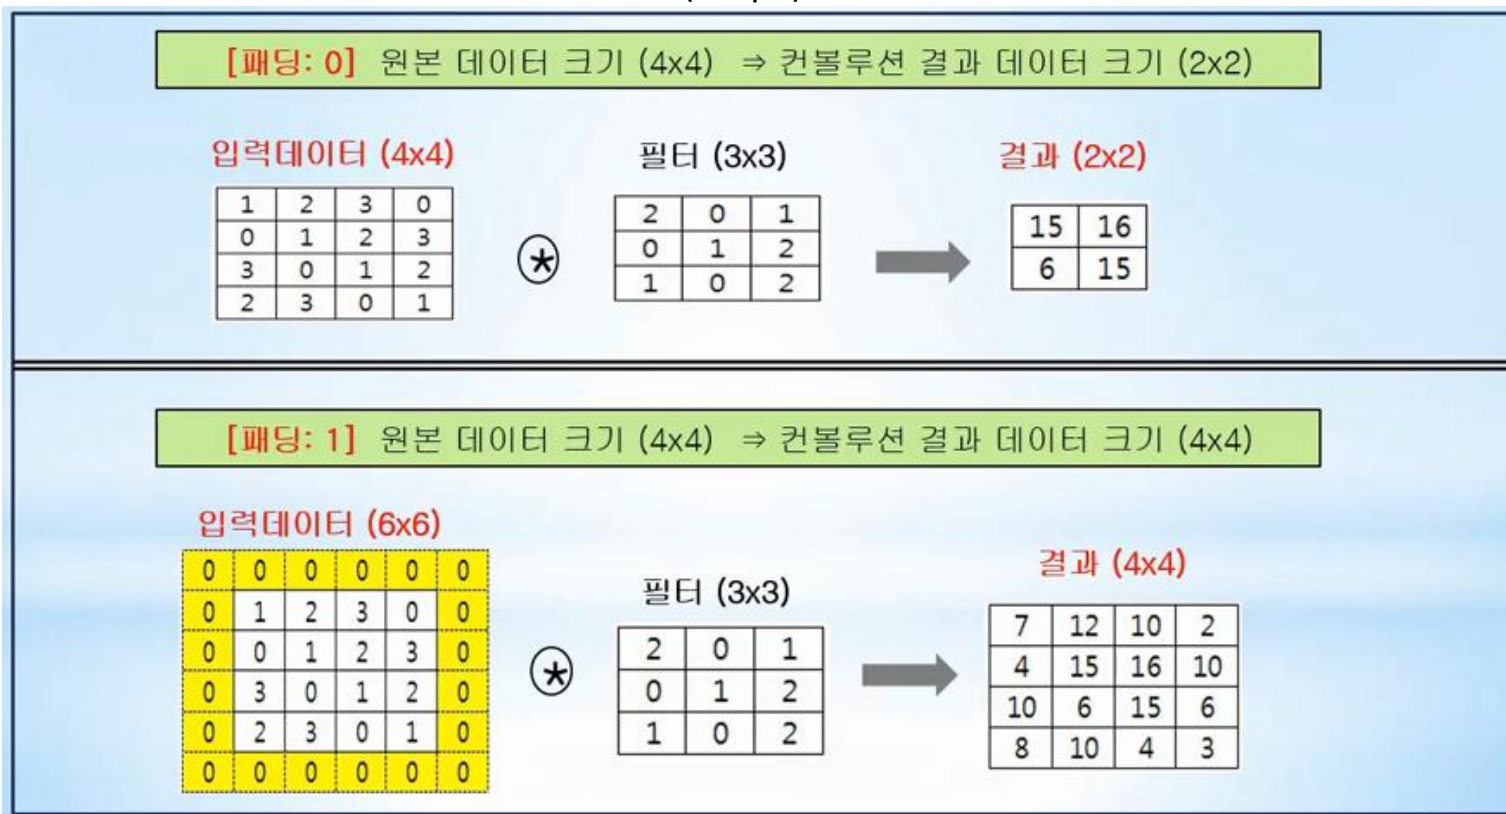 [패딩: 0] 원본 데이터 크기 (4x4) ⇒ 컨볼루션 결과 데이터 크기 (2x2)
입력데이터 (4x4)
필터 (3x3)
결과 (2x2)
1 2 3 0
0 1 2 3
3 0 1 2
2 3 0 1
*
2 0 1
0 1 2
1 0 2
15 16
6 15
[패딩: 1] 원본 데이터 크기 (4x4) ⇒ 컨볼루션 결과 데이터 크기 (4x4)
입력데이터 (6x6)
필터 (3x3)
결과 (4x4)
0 0 0 0 0 0
0 1 2 3 0 0
0 0 1 2 3 0
0 3 0 1 2 0
0 2 3 0 1 0
0 0 0 0 0 0
*
2 0 1
0 1 2
1 0 2
7 12 10 2
4 15 16 10
10 6 15 6
8 10 4 3